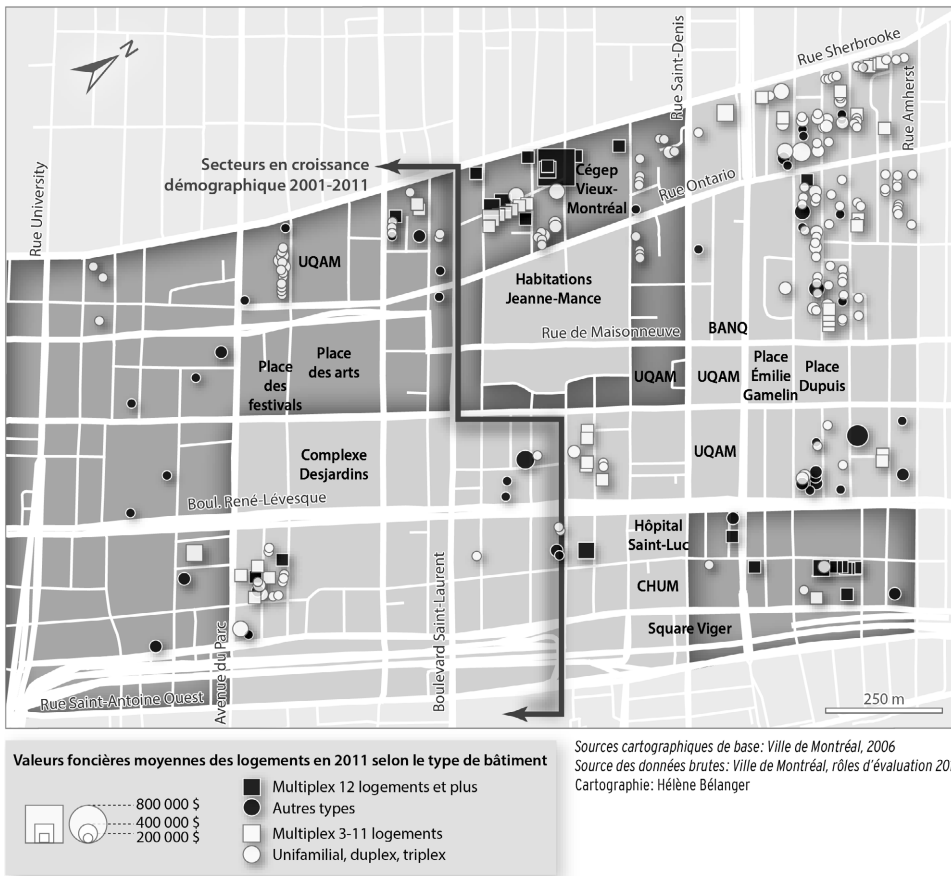 N
Rue Saint-Denis
Rue Sherbrooke
Rue Amherst
Secteurs en croissance
démographique 2001-2011
Cégep
Vieux-
Montréal
Rue Ontario
Rue University
UQAM
Habitations
Jeanne-Mance
Rue de Maisonneuve
BANQ
Place
des arts
Place
des
festivals
UQAM
UQAM
Place
Émilie
Gamelin
Place
Dupuis
Complexe
Desjardins
UQAM
Boul. René-Lévesque
Hôpital
Saint-Luc
CHUM
Square Viger
Boulevard Saint-Laurent
Avenue du Parc
Rue Saint-Antoine Ouest
250 m
Valeurs foncières moyennes des logements en 2011 selon le type de bâtiment
800 000 $
400 000 $
200 000 $
Multiplex 12 logements et plus
Autres types
Multiplex 3-11 logements
Unifamilial, duplex, triplex
Sources cartographiques de base: Ville de Montréal, 2006
Source des données brutes: Ville de Montréal, rôles d'évaluation
Cartographie: Hélène Bélanger